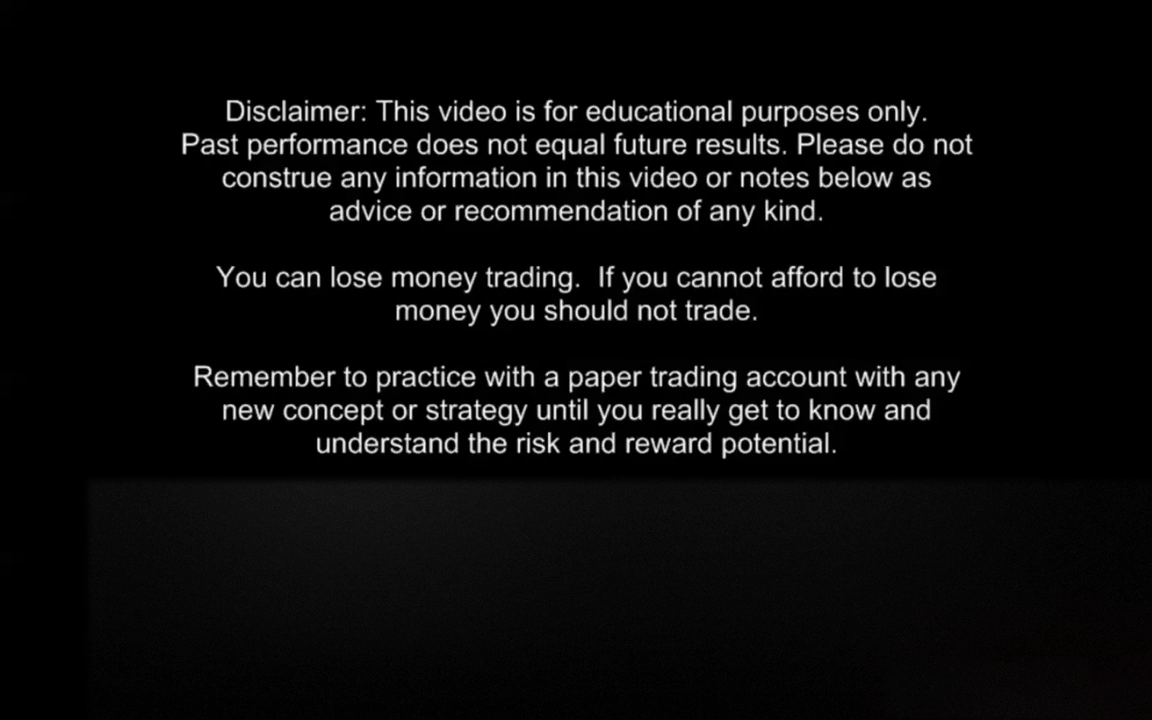 Disclaimer: This video is for educational purposes only.
Past performance does not equal future results. Please do not
construe any information in this video or notes below as
advice or recommendation of any kind.
You can lose money trading.  If you cannot afford to lose
money you should not trade.
Remember to practice with a paper trading account with any
new concept or strategy until you really get to know and
understand the risk and reward potential.